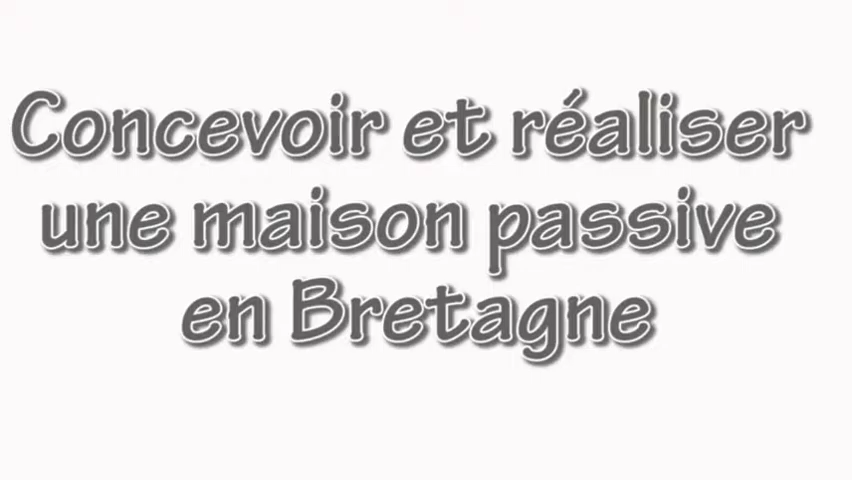 Concevoir et réaliser
une maison passive
en Bretagne